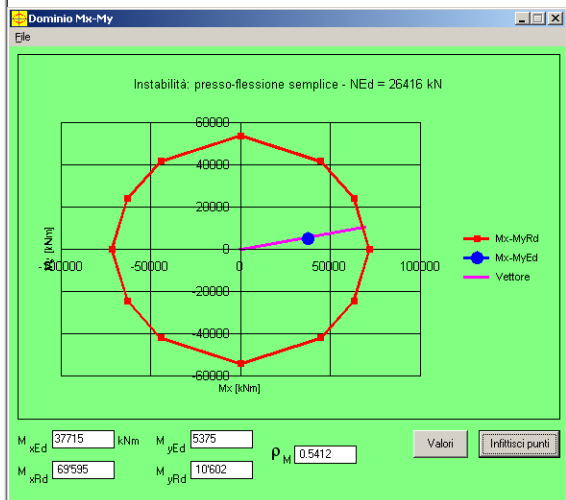 Dominio Mx-My
File
Instabilità: presso-flessione semplice - NEd = 26416 kN
60000
40000
20000
0
-100000 -50000 0 50000 100000
-20000
-40000
-60000
Mx [kNm]
Mx-MyRd
Mx-MyEd
Vettore
M xEd 37715 kNm M yEd 5375 ρ M 0.5412 Valori Infittisci punti
M xRd 69'595 M yRd 10'602